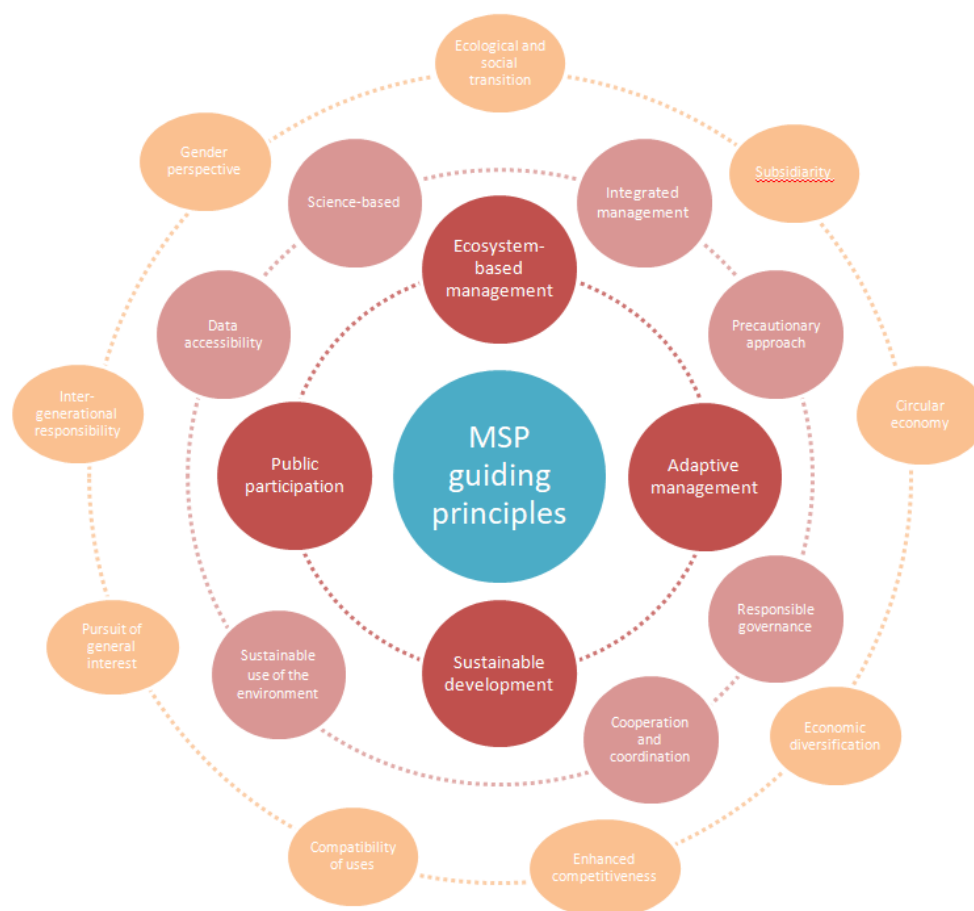 Ecological and
social
transition
Gender
perspective
Subsidiarity
Science-based
Integrated
management
Ecosystem-
based
management
Data
accessibility
Precautionary
approach
Inter-
generational
responsibility
Circular
economy
MSP
guiding
principles
Public
participation
Adaptive
management
Responsible
governance
Pursuit of
general
interest
Sustainable
use of the
environment
Sustainable
development
Cooperation
and
coordination
Economic
diversification
Compatibility
of uses
Enhanced
competitiveness